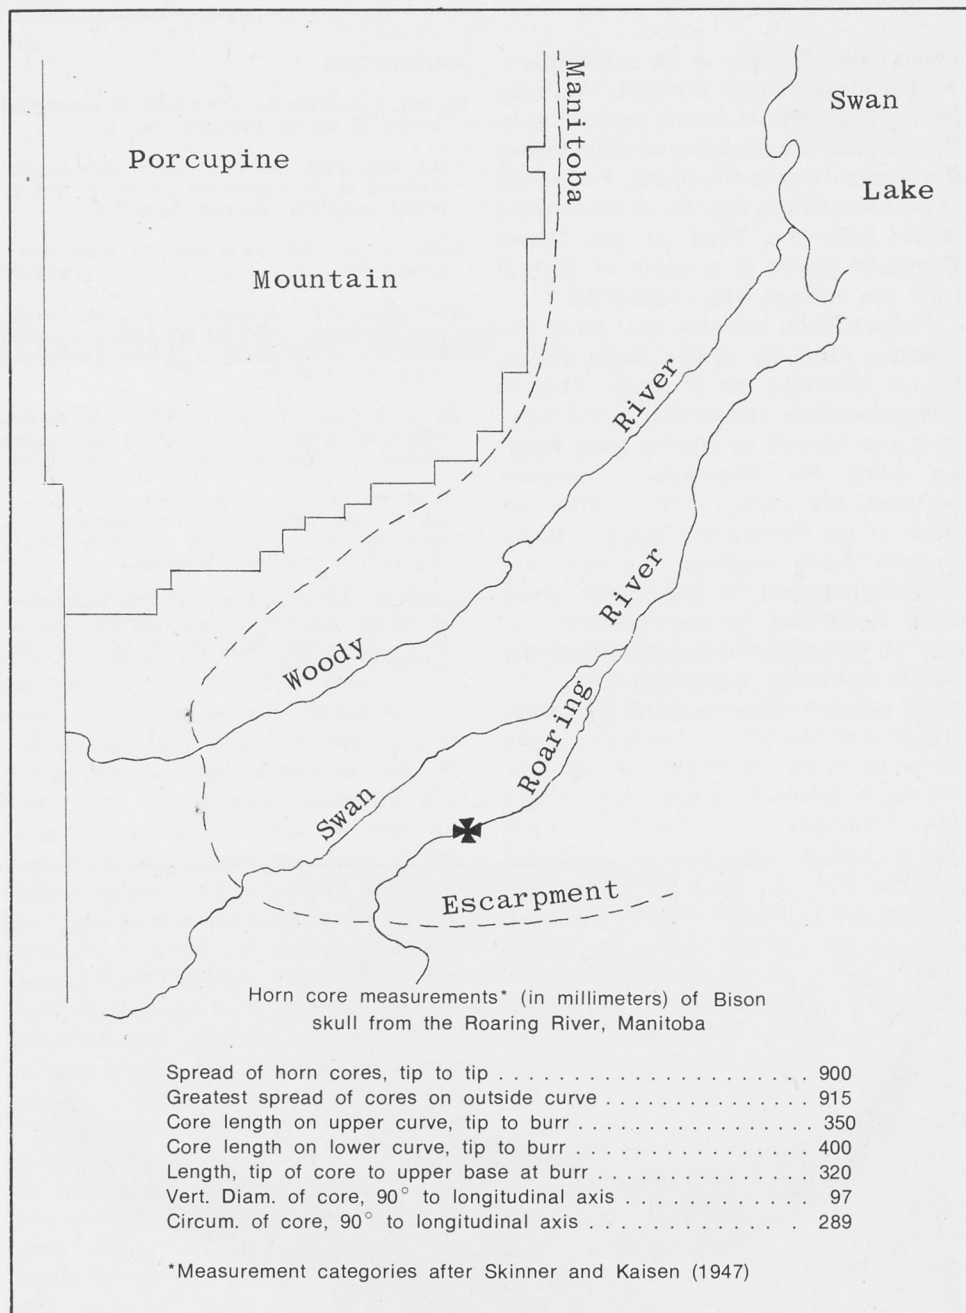 Manitoba
Swan
Lake
Porcupine
Mountain
River
River
Woody
Roaring
Swan
Escarpment
Horn core measurements* (in millimeters) of Bison
skull from the Roaring River, Manitoba
Spread of horn cores, tip to tip . . . . . . . . . . . . . . . . . . . . . . . . 900
Greatest spread of cores on outside curve . . . . . . . . . . . . . . . . 915
Core length on upper curve, tip to burr . . . . . . . . . . . . . . . . . . . 350
Core length on lower curve, tip to burr . . . . . . . . . . . . . . . . . 400
Length, tip of core to upper base at burr . . . . . . . . . . . . . . . . . 320
Vert. Diam. of core, 90° to longitudinal axis . . . . . . . . . . . . . . 97
Circum. of core, 90° to longitudinal axis . . . . . . . . . . . . . . 289
*Measurement categories after Skinner and Kaisen (1947)